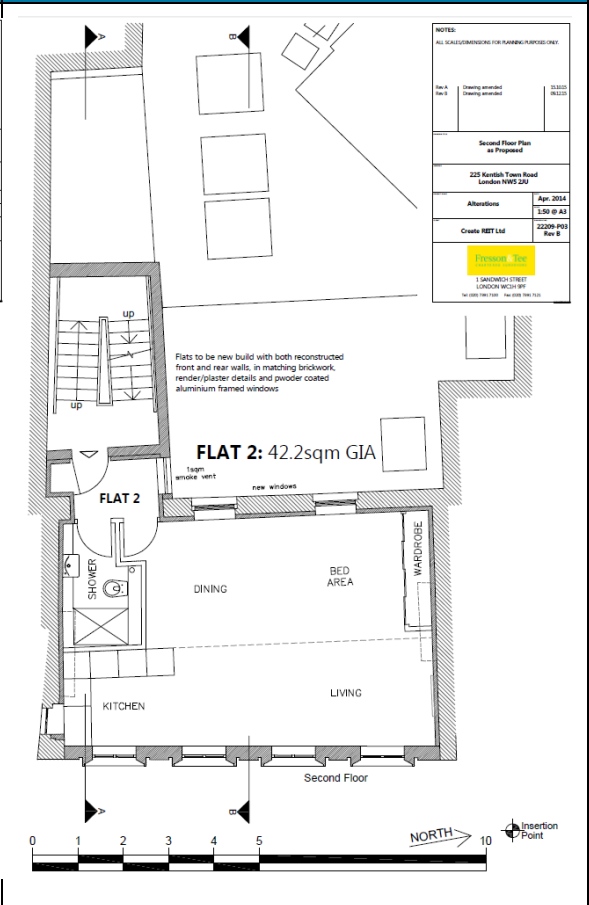 A
B
NOTES:
ALL SCALES/DIMENSIONS FOR PLANNING PURPOSES ONLY.
Rev A Drawing amended 15.10.15
Rev B Drawing amended 09.12.15
Second Floor Plan
as Proposed
225 Kentish Town Road
London NW5 2JU
Alterations
Apr. 2014
1:50 @ A3
Create REIT Ltd
22209-P03
Rev B
Fresson & Tee
1 SANDWICH STREET
LONDON WC1H 9PF
up
up
Flats to be new build with both reconstructed
front and rear walls, in matching brickwork,
render/plaster details and pwoder coated
aluminium framed windows
FLAT 2: 42.2sqm GIA
1sqm
smoke vent
new windows
FLAT 2
SHOWER
DINING
BED
AREA
WARDROBE
KITCHEN
LIVING
Second Floor
A
B
NORTH
Insertion
Point
0 1 2 3 4 5 10